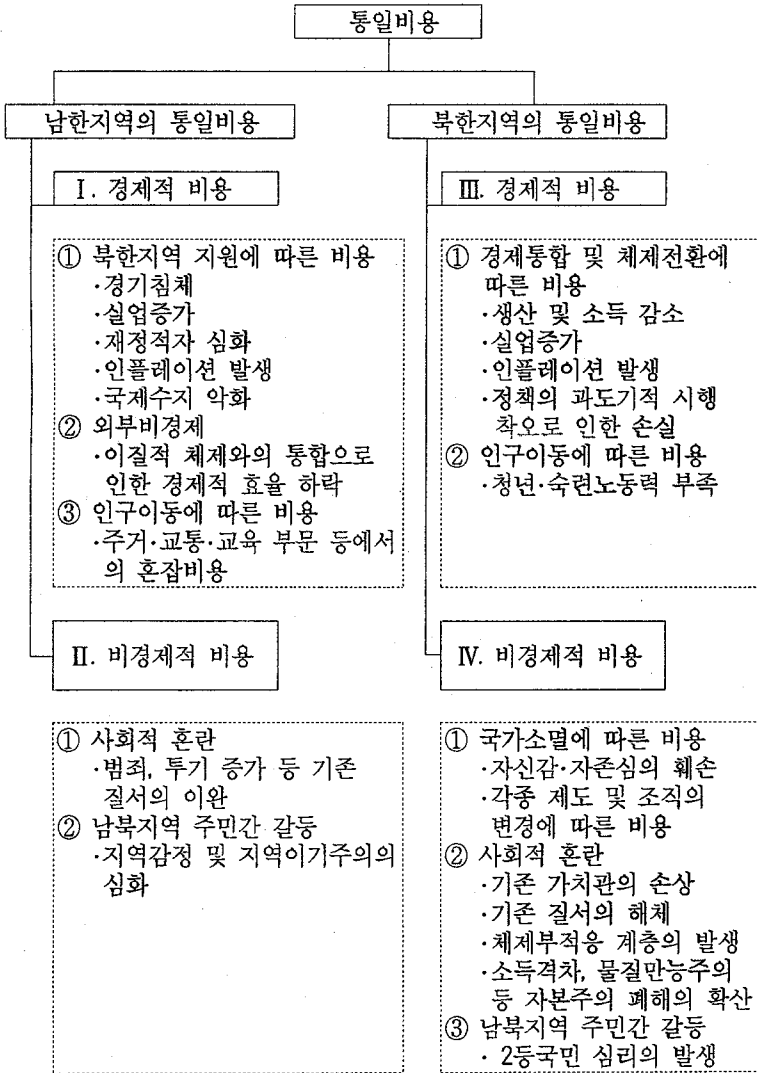 통일비용
남한지역의 통일비용
Ⅰ. 경제적 비용
① 북한지역 지원에 따른 비용
·경기침체
·실업증가
·재정적자 심화
·인플레이션 발생
·국제수지 악화
② 외부비경제
·이질적 체제와의 통합으로
인한 경제적 효율 하락
③ 인구이동에 따른 비용
·주거·교통·교육 부문 등에서
의 혼잡비용
Ⅱ. 비경제적 비용
① 사회적 혼란
·범죄, 투기 증가 등 기존
질서의 이완
② 남북지역 주민간 갈등
·지역감정 및 지역이기주의의
심화
북한지역의 통일비용
Ⅲ. 경제적 비용
① 경제통합 및 체제전환에
따른 비용
·생산 및 소득 감소
·실업증가
·인플레이션 발생
·정책의 과도기적 시행
착오로 인한 손실
② 인구이동에 따른 비용
·청년·숙련노동력 부족
Ⅳ. 비경제적 비용
① 국가소멸에 따른 비용
·자신감·자존심의 훼손
·각종 제도 및 조직의
변경에 따른 비용
② 사회적 혼란
·기존 가치관의 손상
·기존 질서의 해체
·체제부적응 계층의 발생
·소득격차, 물질만능주의
등 자본주의 폐해의 확산
③ 남북지역 주민간 갈등
· 2등국민 심리의 발생